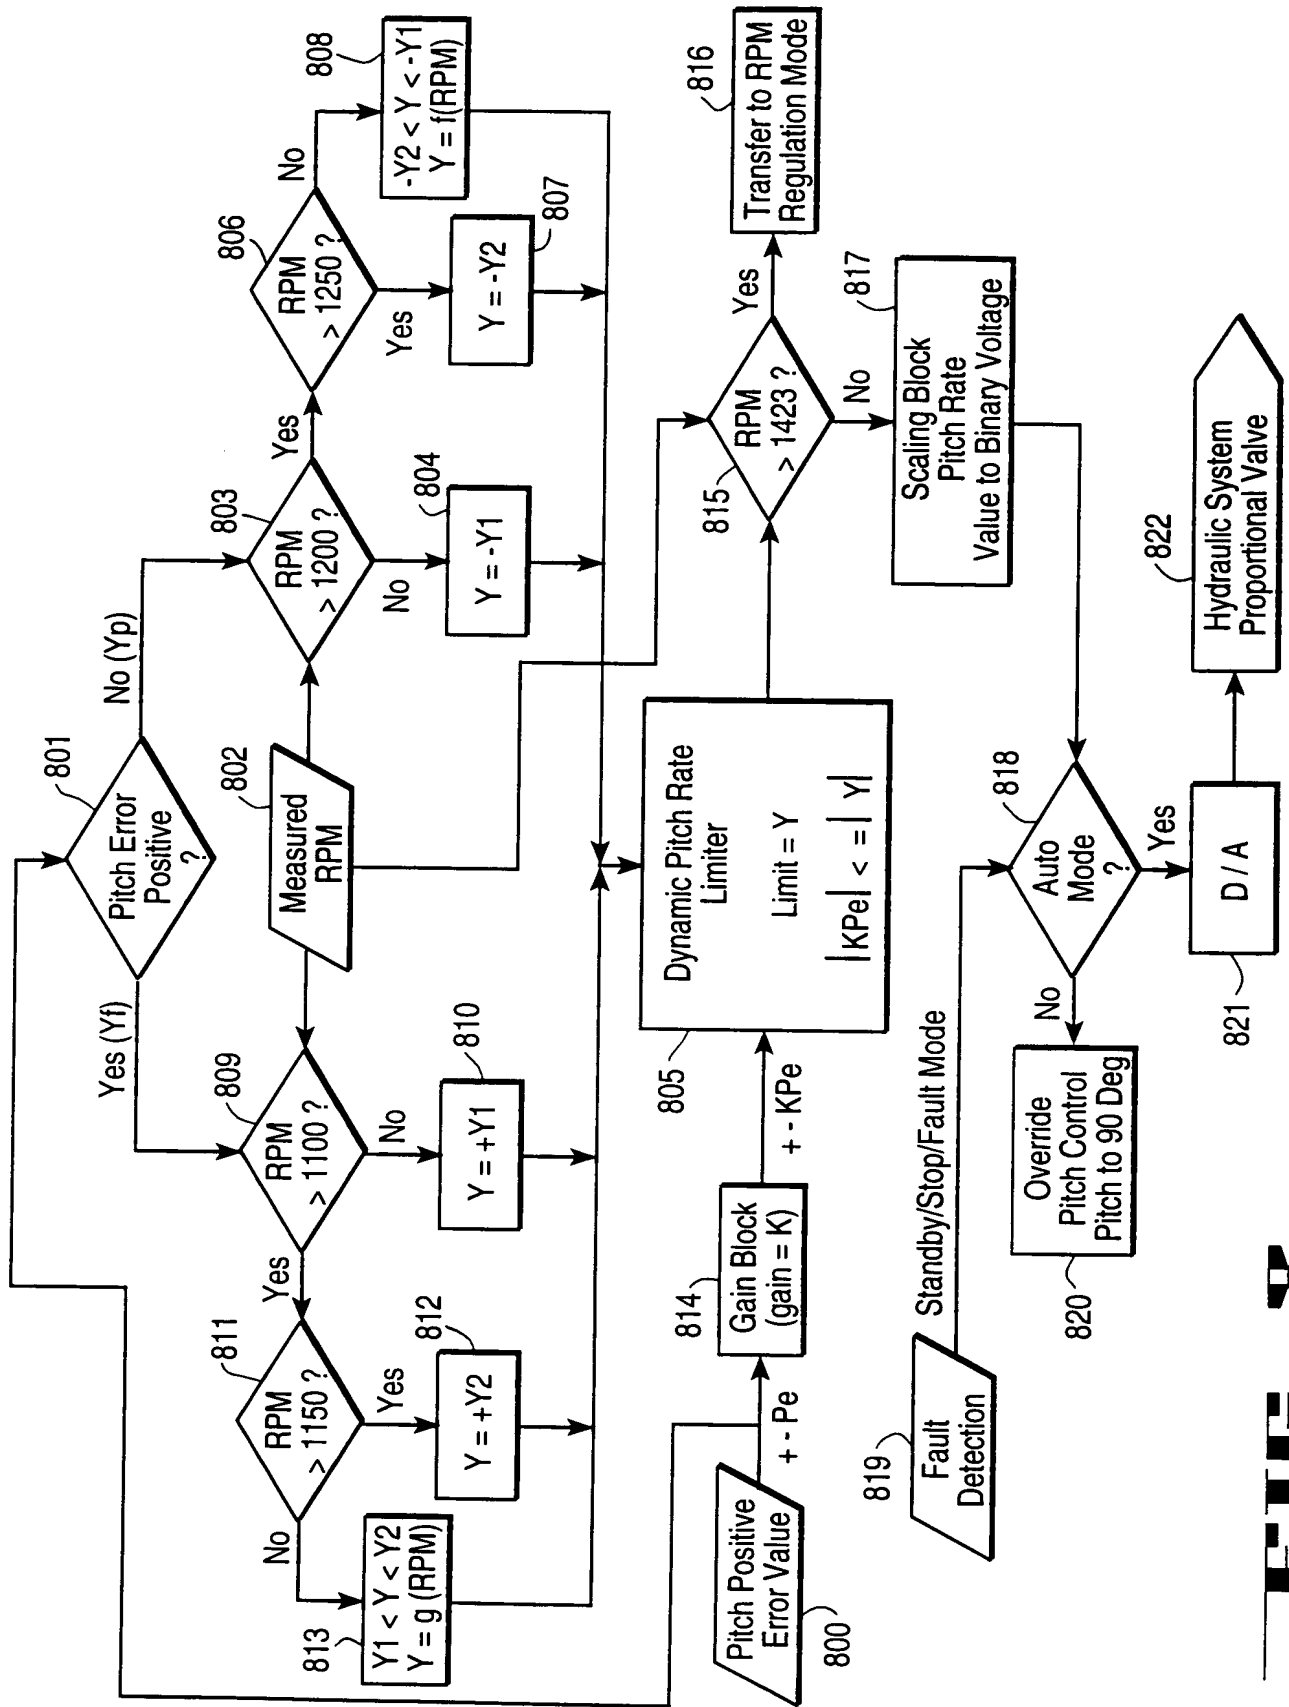 801
Pitch Error
Positive
?
Yes (Yf)
No (Yp)
802
Measured
RPM
811
RPM
> 1150 ?
809
RPM
> 1100 ?
803
RPM
> 1200 ?
806
RPM
> 1250 ?
Yes
Yes
No
Yes
No
No
Yes
No
813
Y1 < Y < Y2
Y = g (RPM)
812
Y = +Y2
810
Y = +Y1
804
Y = -Y1
807
Y = -Y2
808
-Y2 < Y < -Y1
Y = f(RPM)
800
Pitch Positive
Error Value
+ - Pe
814
Gain Block
(gain = K)
+ - KPe
805
Dynamic Pitch Rate
Limiter
Limit = Y
|KPe| < = | Y|
815
RPM
> 1423 ?
Yes
No
816
Transfer to RPM
Regulation Mode
817
Scaling Block
Pitch Rate
Value to Binary Voltage
819
Fault
Detection
Standby/Stop/Fault Mode
818
Auto
Mode
?
No
Yes
820
Override
Pitch Control
Pitch to 90 Deg
821
D / A
822
Hydraulic System
Proportional Valve